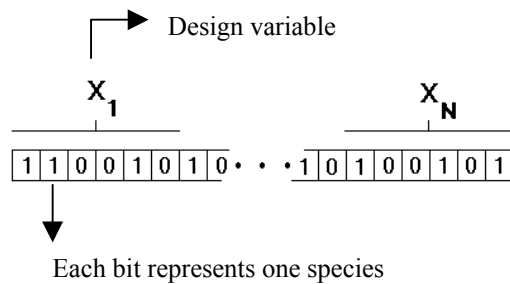 Design variable
X1 XN
1 1 0 0 1 0 1 0 · · · 1 0 1 0 0 1 0 1
Each bit represents one species